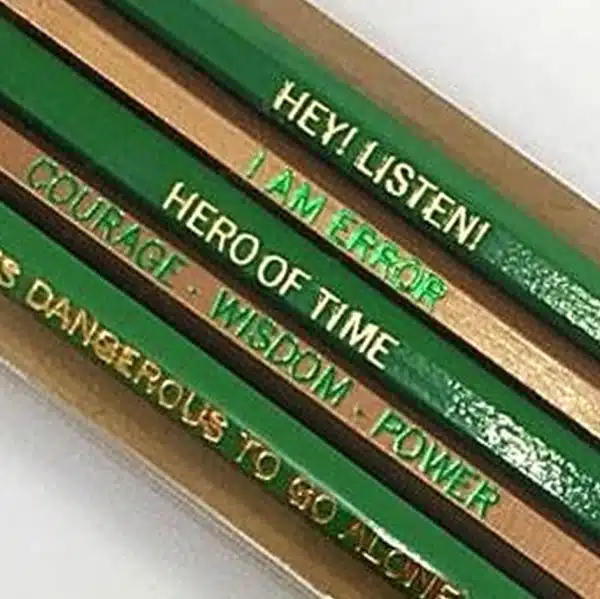 HEY! LISTEN!
I AM ERROR
HERO OF TIME
COURAGE · WISDOM · POWER
S DANGEROUS TO GO ALONE